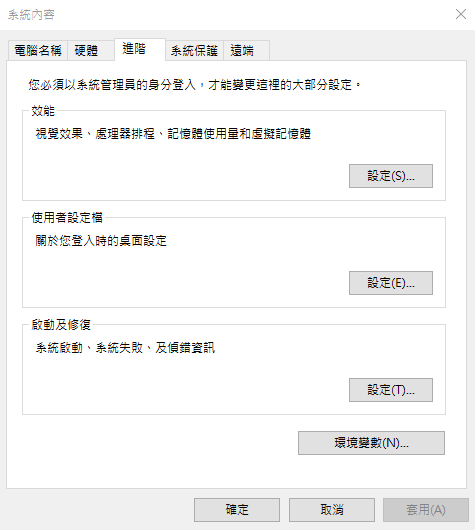 系統內容
電腦名稱 硬體 進階 系統保護 遠端
您必須以系統管理員的身分登入，才能變更這裡的大部分設定。
效能
視覺效果、處理器排程、記憶體使用量和虛擬記憶體
設定(S)...
使用者設定檔
關於您登入時的桌面設定
設定(E)...
啟動及修復
系統啟動、系統失敗、及偵錯資訊
設定(T)...
環境變數(N)...
確定 取消 套用(A)